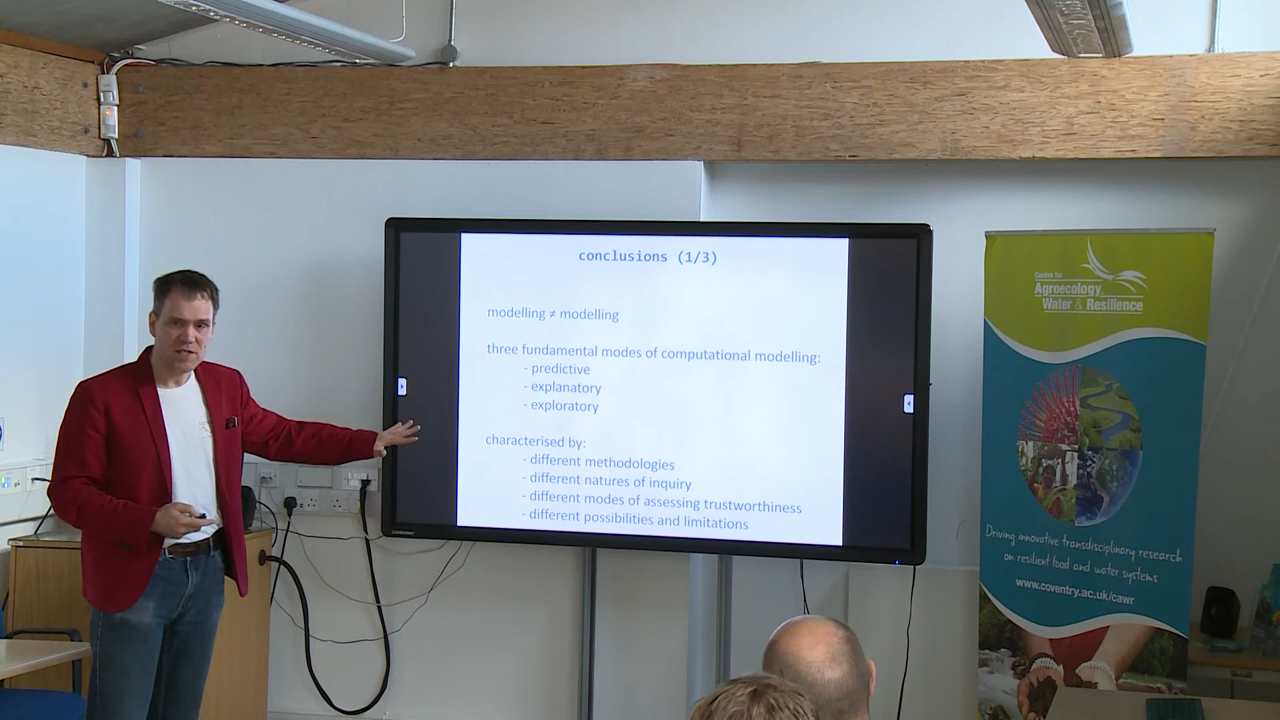 conclusions (1/3)
modelling ≠ modelling
three fundamental modes of computational modelling:
- predictive
- explanatory
- exploratory
characterised by:
- different methodologies
- different natures of inquiry
- different modes of assessing trustworthiness
- different possibilities and limitations
Centre for
Agroecology,
Water & Resilience
Driving innovative transdisciplinary research
on resilient food and water systems
www.coventry.ac.uk/cawr